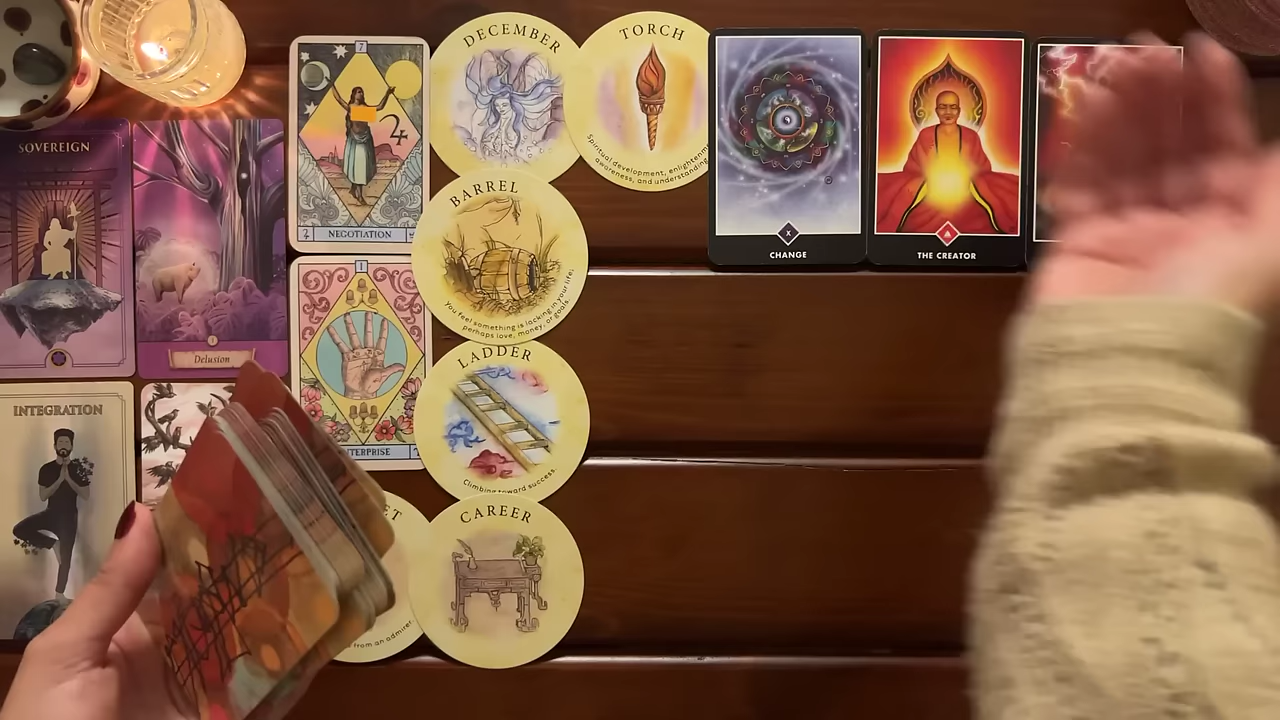 SOVEREIGN
1
Delusion
INTEGRATION
7
NEGOTIATION
1
DECEMBER
TORCH
Spiritual development,
awareness, and understanding
BARREL
You feel something is lacking in your life,
perhaps love, money, or goals.
LADDER
Climbing toward success.
CAREER
from an admirer.
X
CHANGE
THE CREATOR